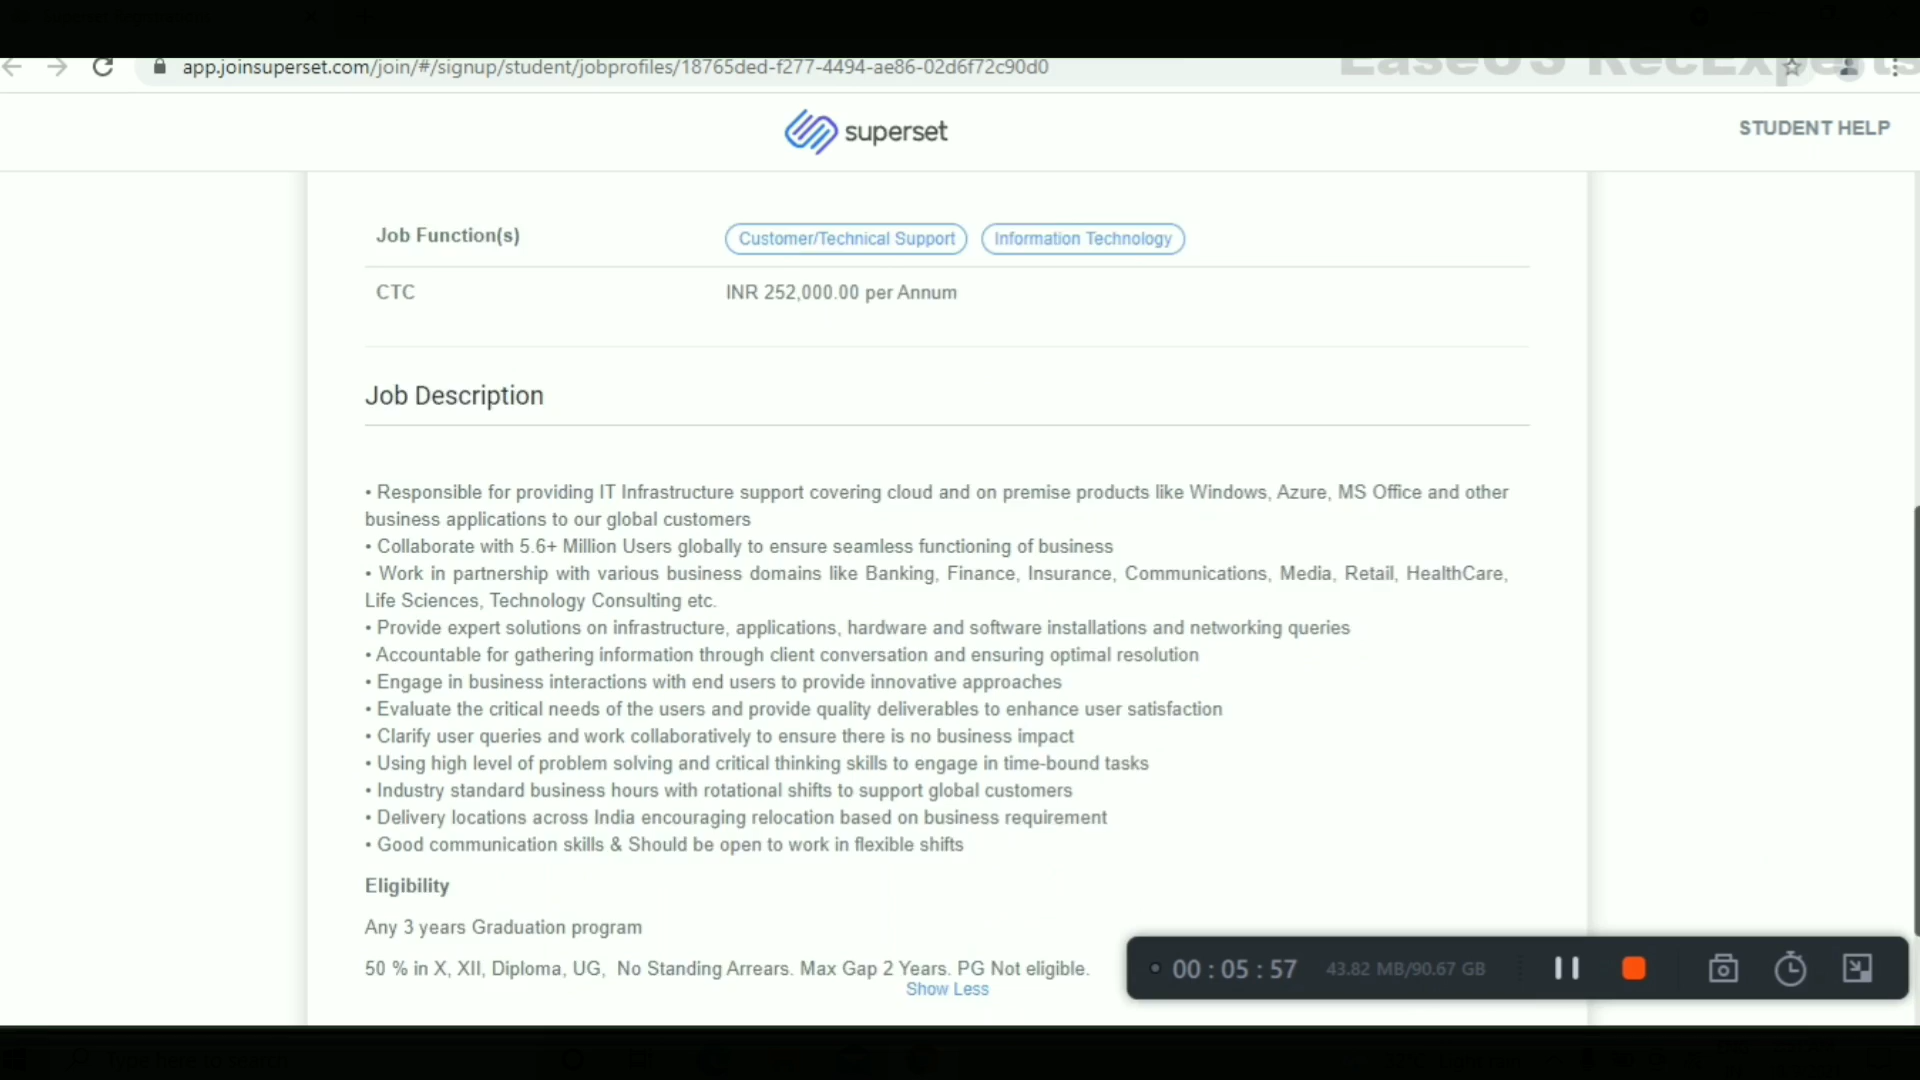 app.joinsuperset.com/join/#/signup/student/jobprofiles/18765ded-f277-4494-ae86-02d6f72c90d0
EaseUS RecExperts
superset
STUDENT HELP
Job Function(s)
Customer/Technical Support
Information Technology
CTC
INR 252,000.00 per Annum
Job Description
• Responsible for providing IT Infrastructure support covering cloud and on premise products like Windows, Azure, MS Office and other
business applications to our global customers
• Collaborate with 5.6+ Million Users globally to ensure seamless functioning of business
• Work in partnership with various business domains like Banking, Finance, Insurance, Communications, Media, Retail, HealthCare,
Life Sciences, Technology Consulting etc.
• Provide expert solutions on infrastructure, applications, hardware and software installations and networking queries
• Accountable for gathering information through client conversation and ensuring optimal resolution
• Engage in business interactions with end users to provide innovative approaches
• Evaluate the critical needs of the users and provide quality deliverables to enhance user satisfaction
• Clarify user queries and work collaboratively to ensure there is no business impact
• Using high level of problem solving and critical thinking skills to engage in time-bound tasks
• Industry standard business hours with rotational shifts to support global customers
• Delivery locations across India encouraging relocation based on business requirement
• Good communication skills & Should be open to work in flexible shifts
Eligibility
Any 3 years Graduation program
50 % in X, XII, Diploma, UG, No Standing Arrears. Max Gap 2 Years. PG Not eligible.
Show Less
00 : 05 : 57
43.82 MB/90.67 GB
Type here to search